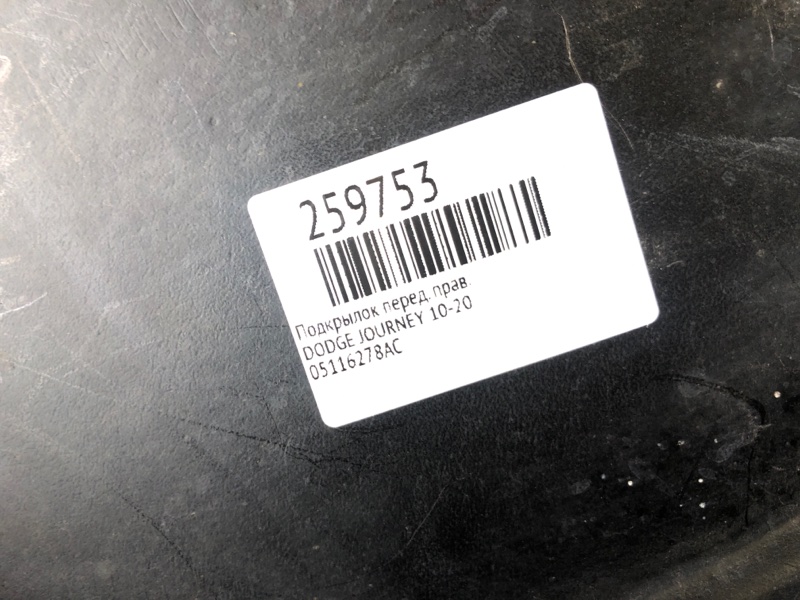 259753
Подкрылок перед. прав.
DODGE JOURNEY 10-20
05116278AC